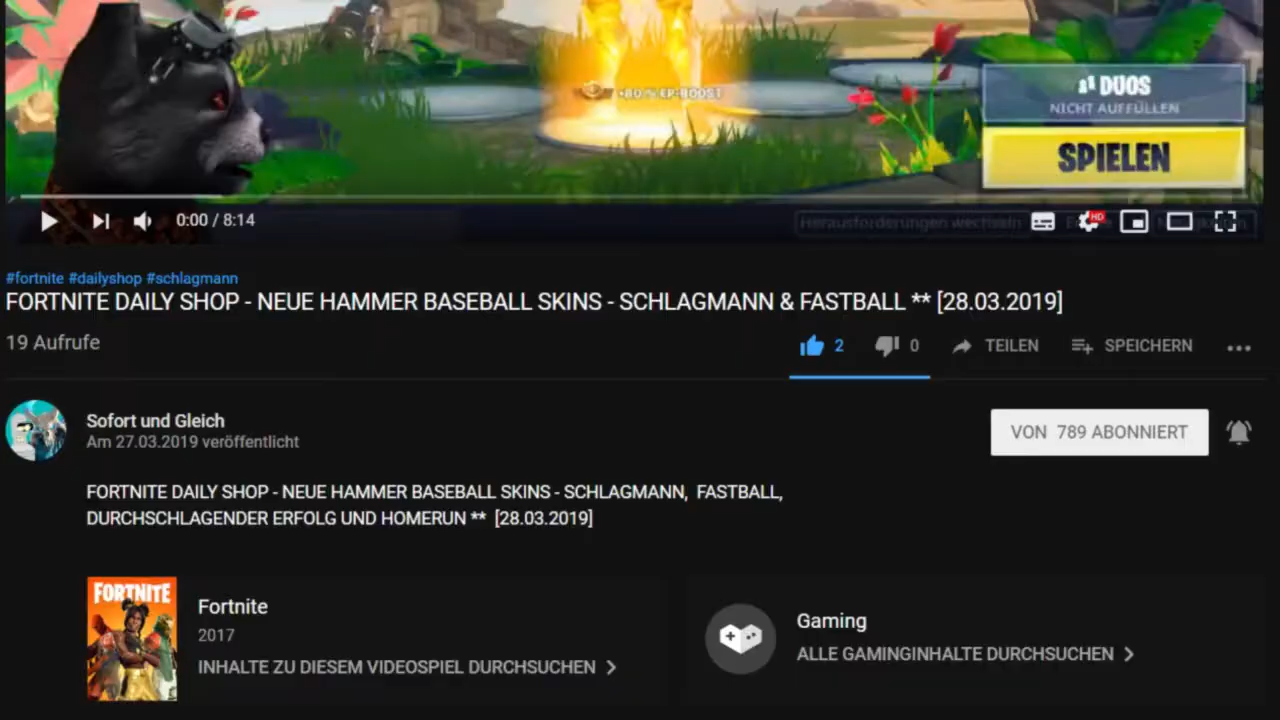 +80 % EP-BOOST
DUOS
NICHT AUFFÜLLEN
SPIELEN
0:00 / 8:14
Herausforderungen wechseln
HD
#fortnite #dailyshop #schlagmann
FORTNITE DAILY SHOP - NEUE HAMMER BASEBALL SKINS - SCHLAGMANN & FASTBALL ** [28.03.2019]
19 Aufrufe
2
0
TEILEN
SPEICHERN
Sofort und Gleich
Am 27.03.2019 veröffentlicht
VON 789 ABONNIERT
FORTNITE DAILY SHOP - NEUE HAMMER BASEBALL SKINS - SCHLAGMANN, FASTBALL,
DURCHSCHLAGENDER ERFOLG UND HOMERUN ** [28.03.2019]
FORTNITE
Fortnite
2017
INHALTE ZU DIESEM VIDEOSPIEL DURCHSUCHEN
Gaming
ALLE GAMINGINHALTE DURCHSUCHEN